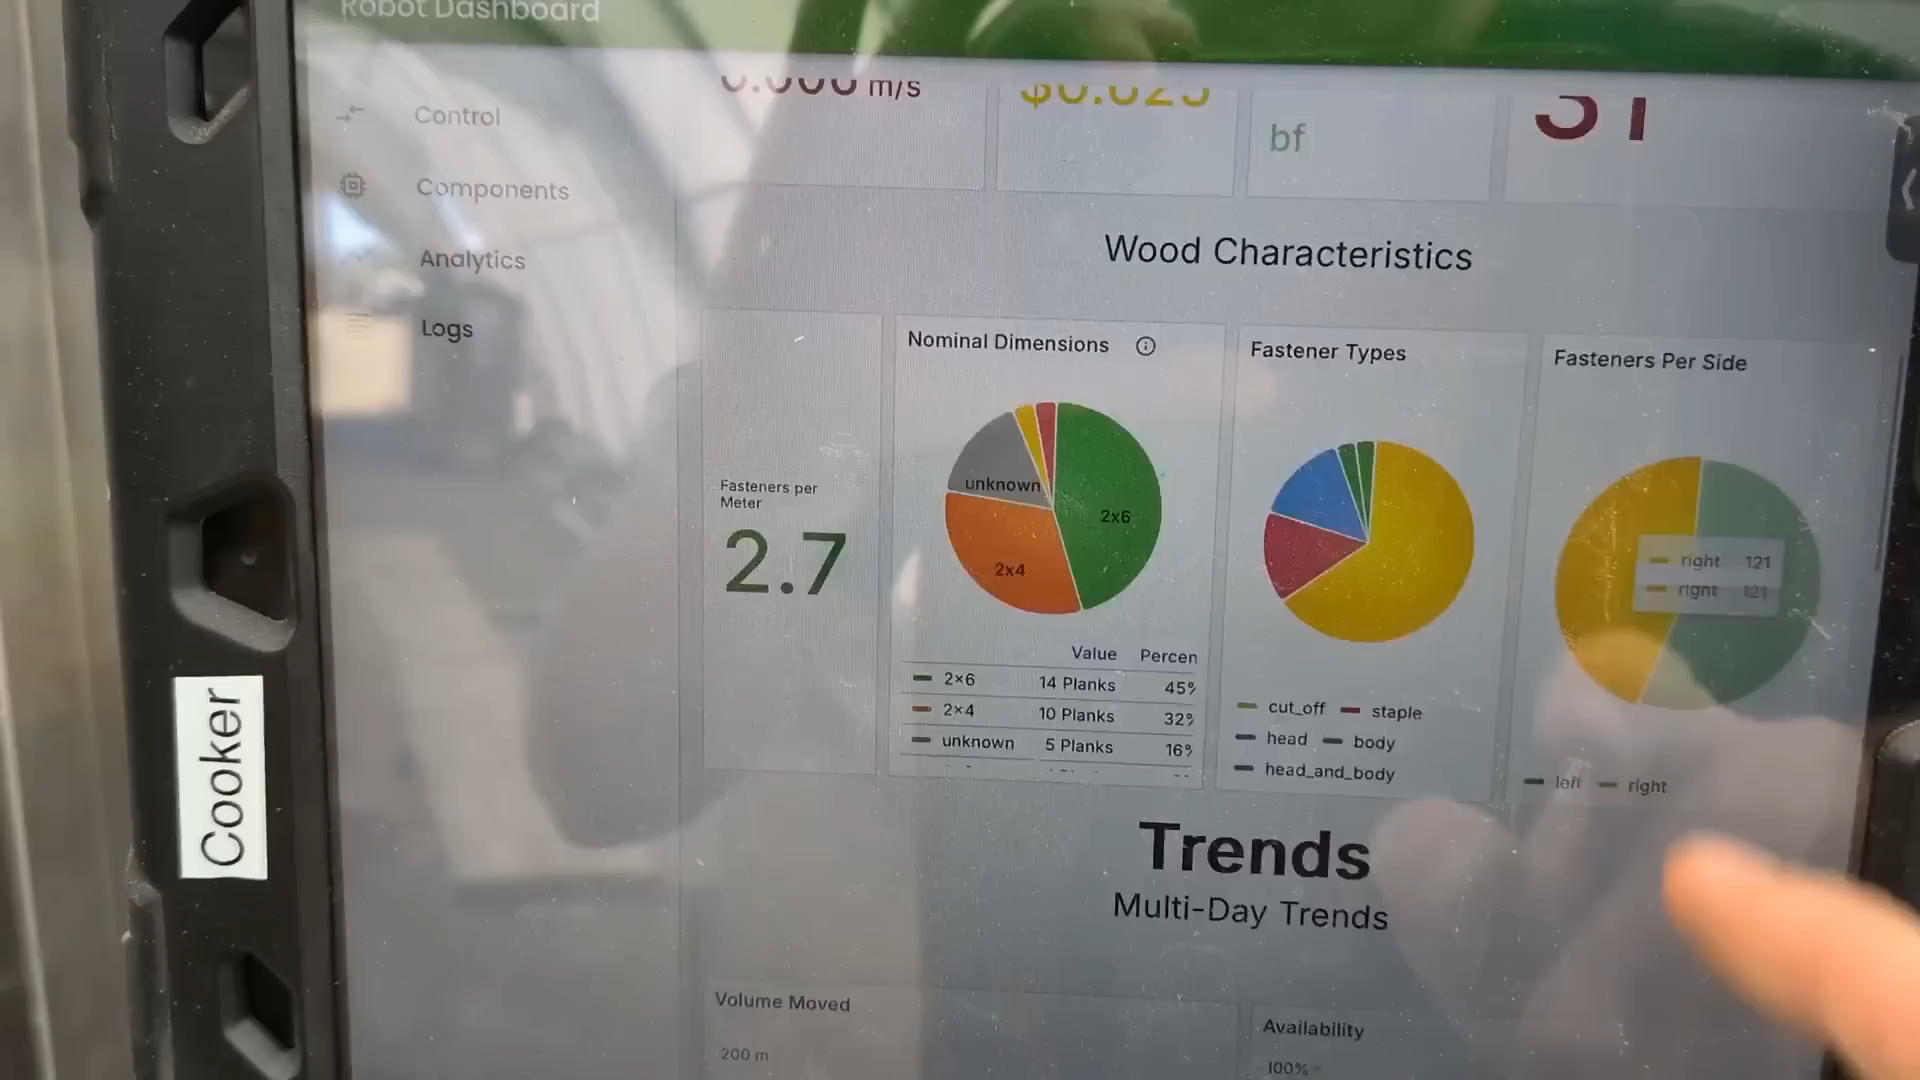 Robot Dashboard
Control
Components
Analytics
Logs
0.000 m/s
bf
31
Wood Characteristics
Fasteners per
Meter
2.7
Nominal Dimensions
unknown
2x6
2x4
Value Percen
2x6 14 Planks 45%
2x4 10 Planks 32%
unknown 5 Planks 16%
Fastener Types
cut_off staple
head body
head_and_body
Fasteners Per Side
right 121
right 121
left right
Trends
Multi-Day Trends
Volume Moved
200 m
Availability
100%
Cooker